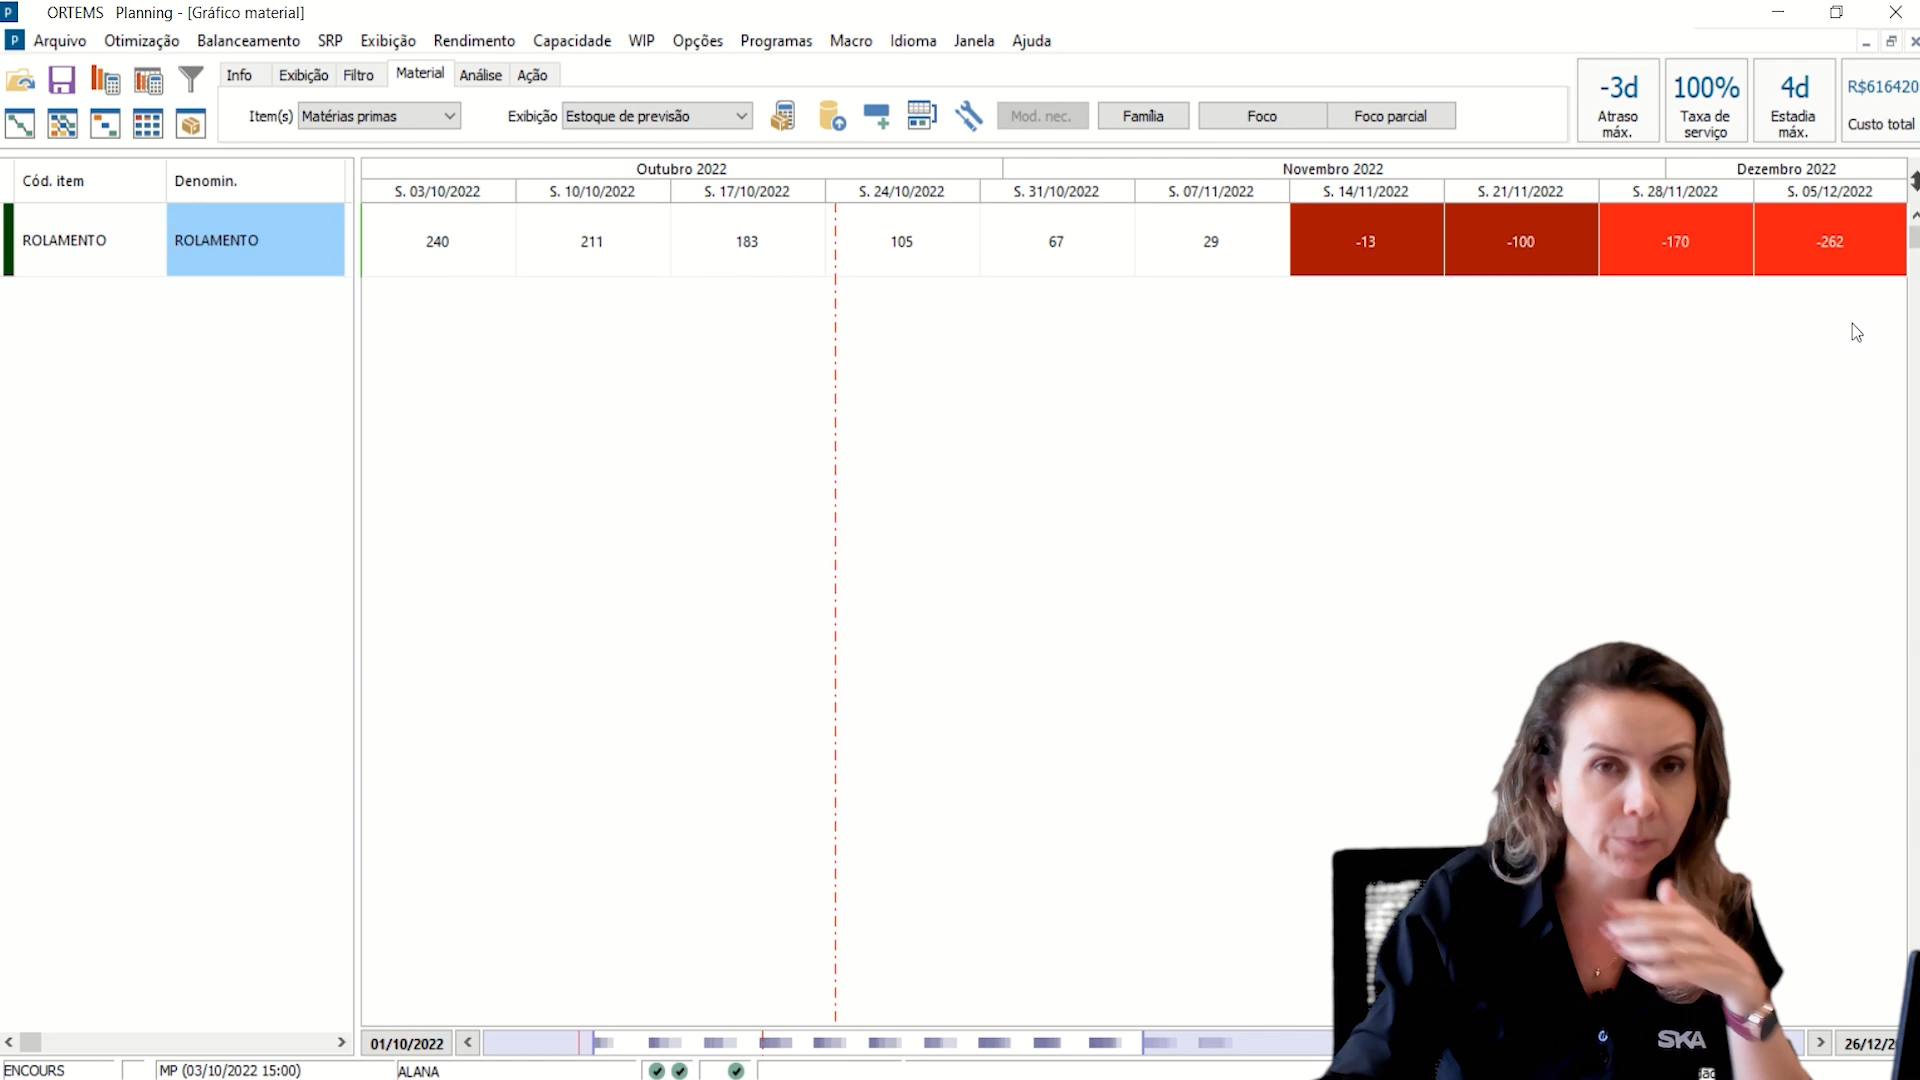 ORTEMS Planning - [Gráfico material]
Arquivo Otimização Balanceamento SRP Exibição Rendimento Capacidade WIP Opções Programas Macro Idioma Janela Ajuda
Info Exibição Filtro Material Análise Ação
Item(s) Matérias primas Exibição Estoque de previsão Mod. nec. Família Foco Foco parcial
-3d 100% 4d R$616420
Atraso máx. Taxa de serviço Estadia máx. Custo total
Cód. item Denomin.
Outubro 2022 Novembro 2022 Dezembro 2022
S. 03/10/2022 S. 10/10/2022 S. 17/10/2022 S. 24/10/2022 S. 31/10/2022 S. 07/11/2022 S. 14/11/2022 S. 21/11/2022 S. 28/11/2022 S. 05/12/2022
ROLAMENTO ROLAMENTO 240 211 183 105 67 29 -13 -100 -170 -262
SKA
01/10/2022 26/12/2
ENCOURS MP (03/10/2022 15:00) ALANA